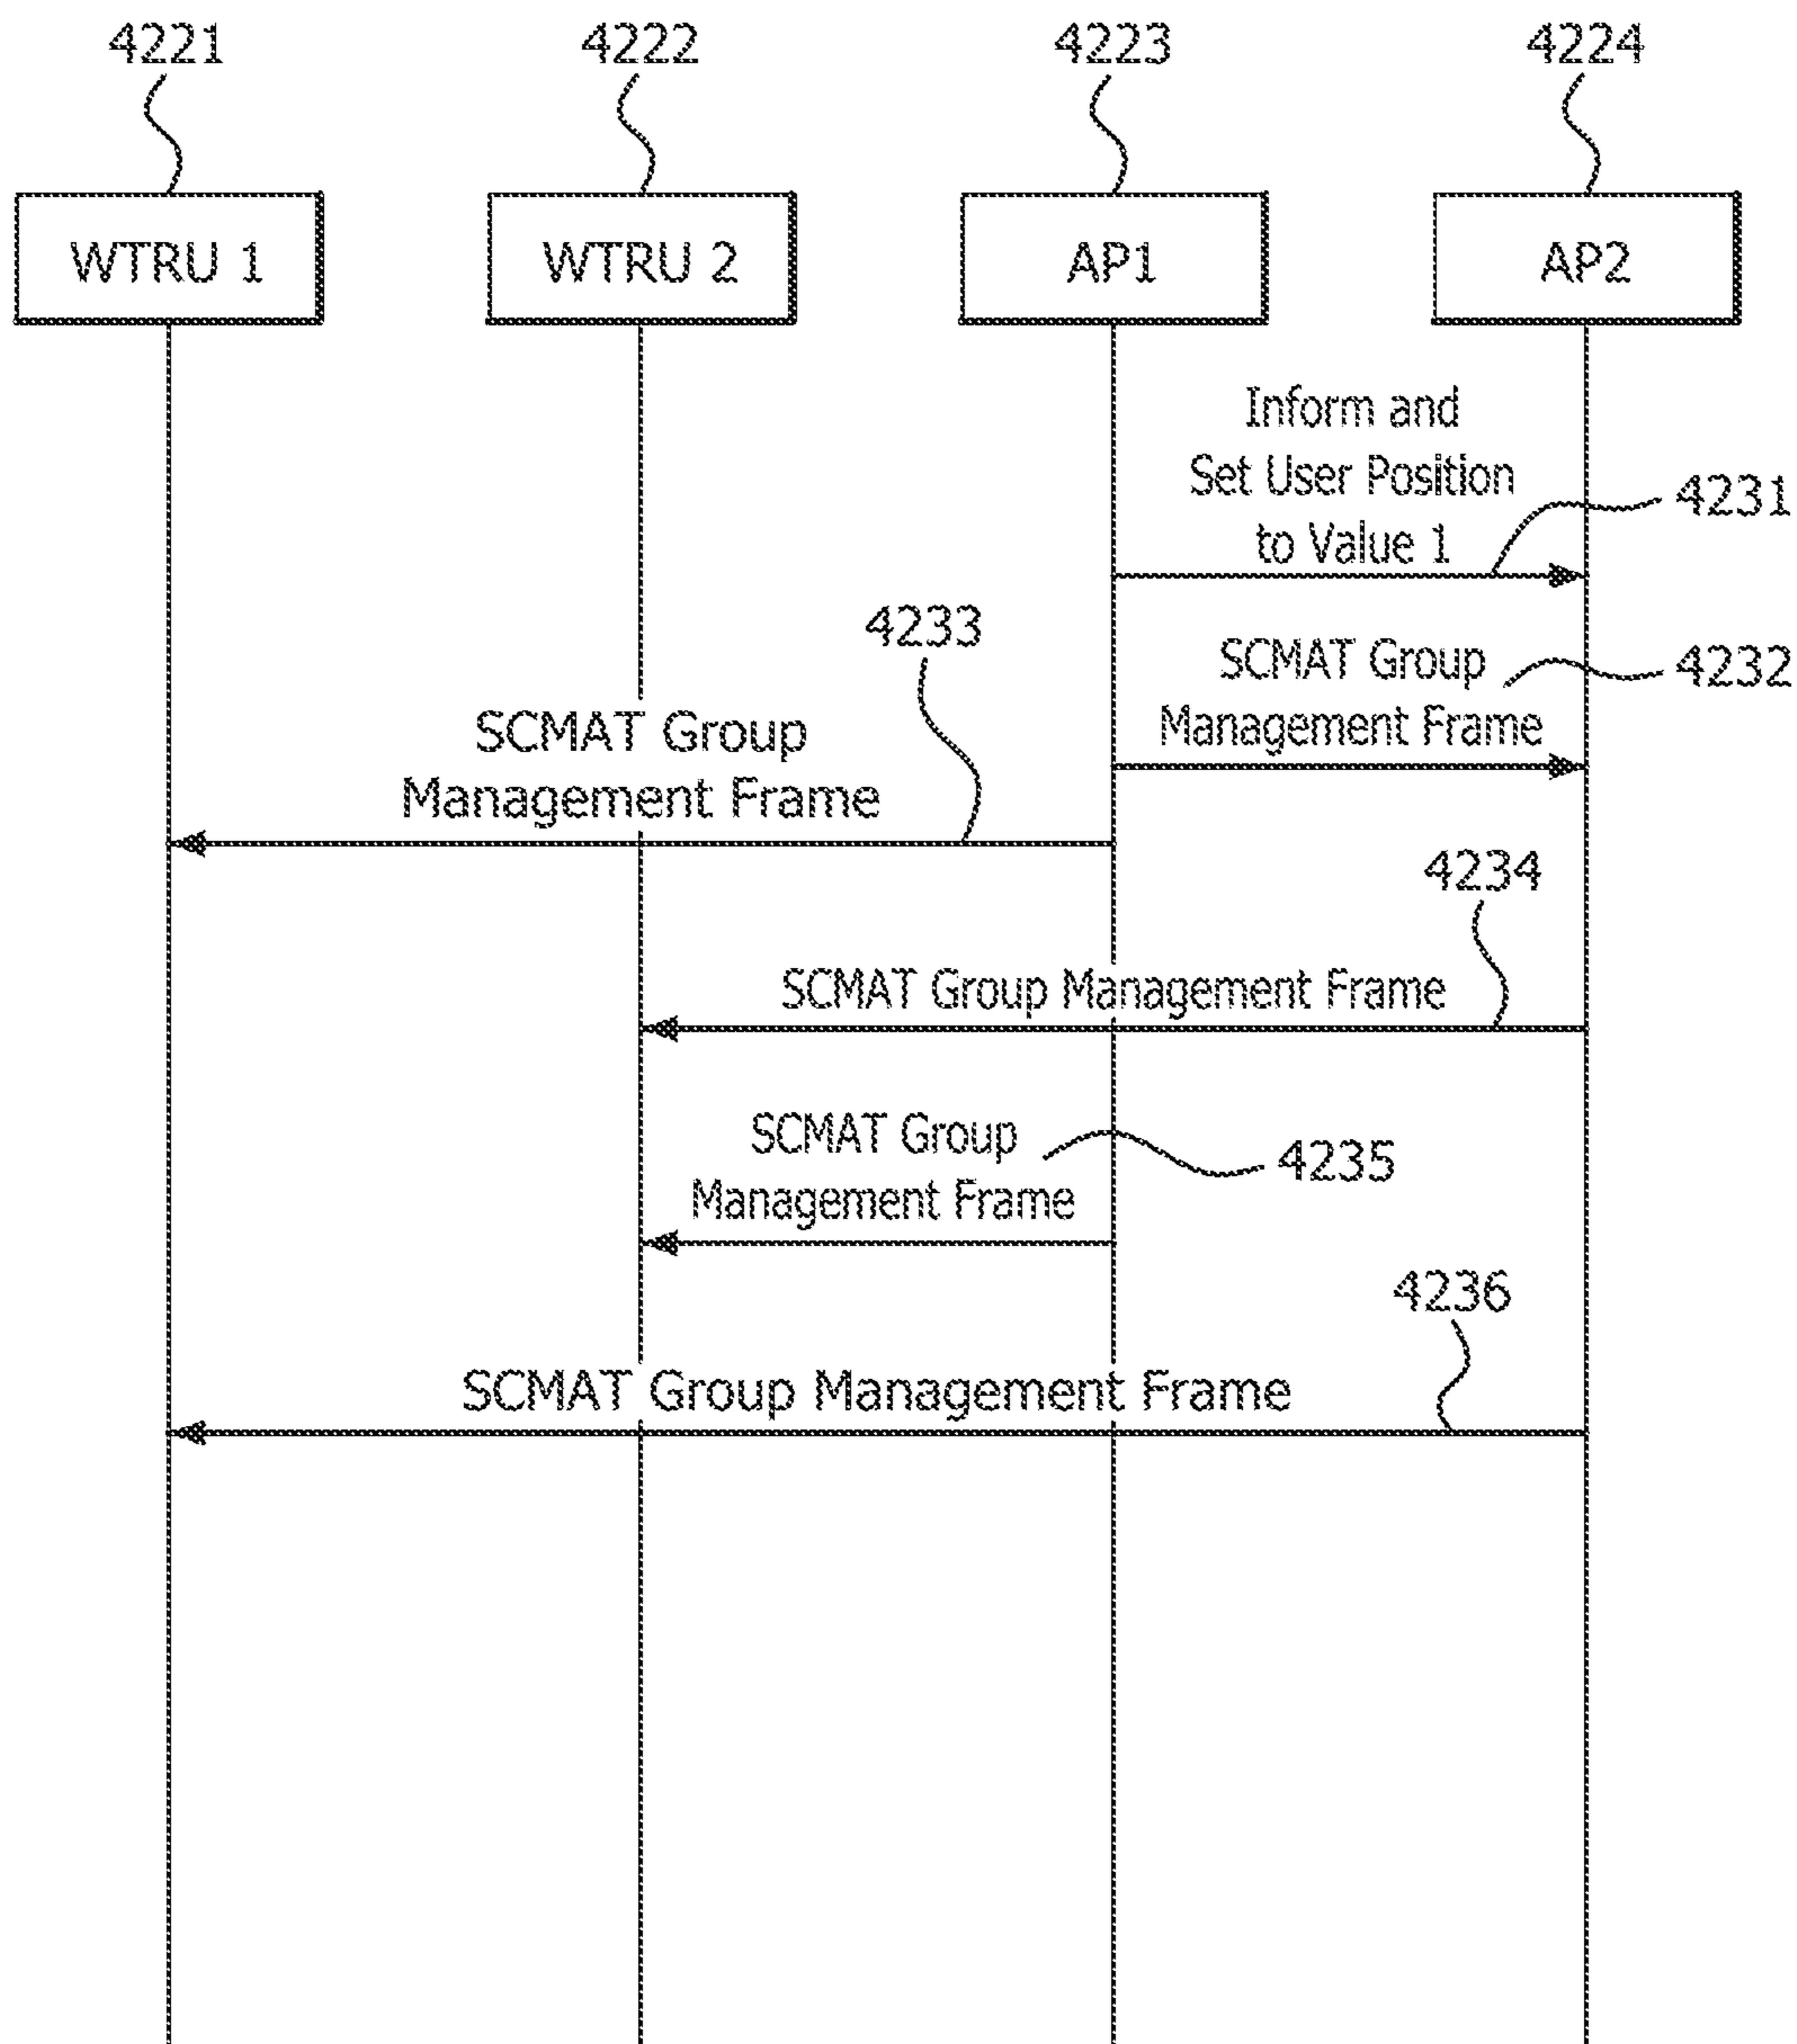 4221
4222
4223
4224
WTRU 1
WTRU 2
AP1
AP2
Inform and
Set User Position
to Value 1
4231
4233
SCMAT Group
Management Frame
4232
SCMAT Group
Management Frame
4234
SCMAT Group Management Frame
SCMAT Group
Management Frame
4235
4236
SCMAT Group Management Frame